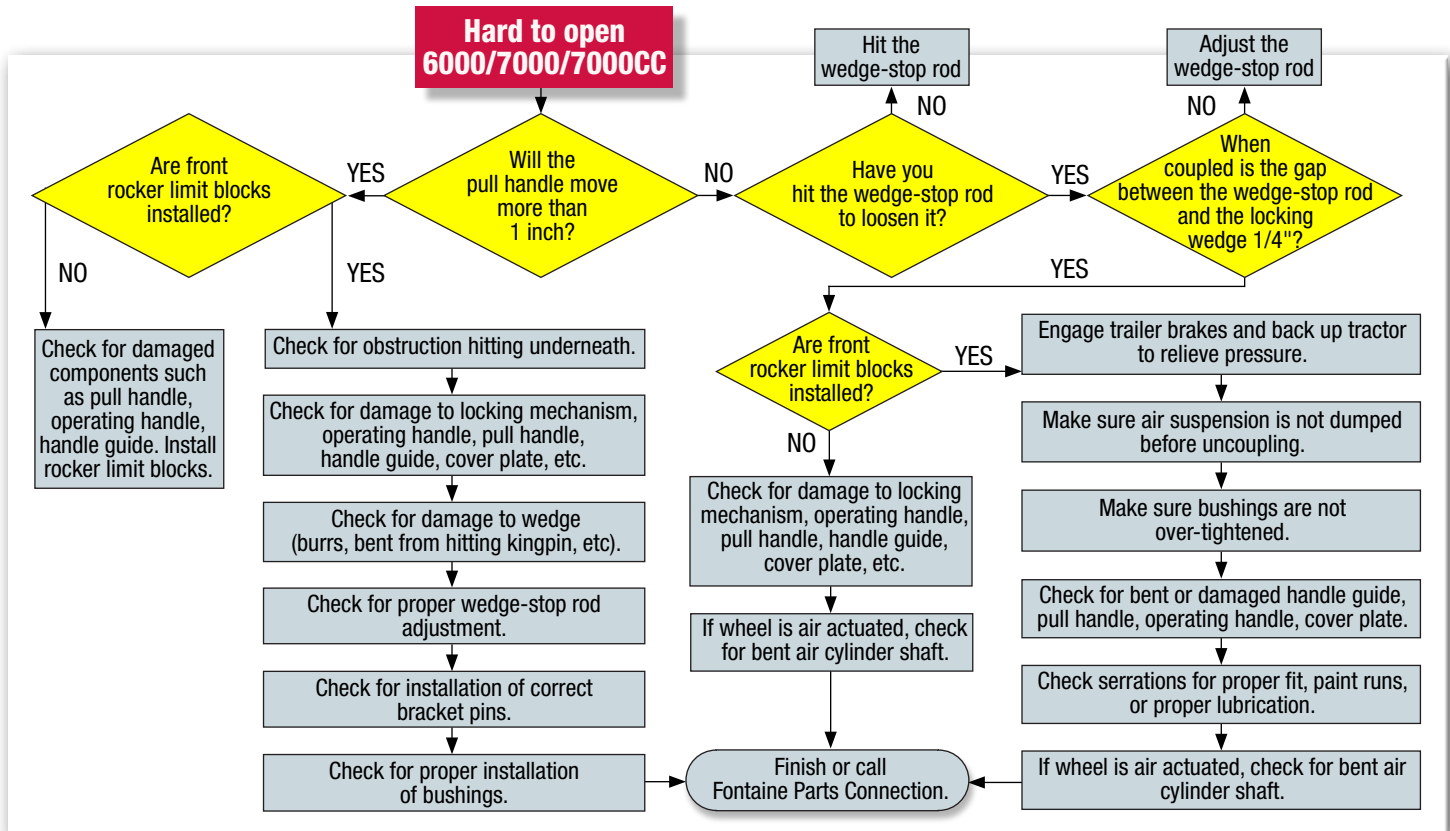 Hard to open
6000/7000/7000CC
Hit the
wedge-stop rod
Adjust the
wedge-stop rod
NO
NO
Are front
rocker limit blocks
installed?
YES
Will the
pull handle move
more than
1 inch?
NO
Have you
hit the wedge-stop rod
to loosen it?
YES
When
coupled is the gap
between the wedge-stop rod
and the locking
wedge 1/4"?
NO
YES
YES
Check for damaged
components such
as pull handle,
operating handle,
handle guide. Install
rocker limit blocks.
Check for obstruction hitting underneath.
Check for damage to locking mechanism,
operating handle, pull handle,
handle guide, cover plate, etc.
Check for damage to wedge
(burrs, bent from hitting kingpin, etc).
Check for proper wedge-stop rod
adjustment.
Check for installation of correct
bracket pins.
Check for proper installation
of bushings.
Are front
rocker limit blocks
installed?
YES
NO
Check for damage to locking
mechanism, operating handle,
pull handle, handle guide,
cover plate, etc.
If wheel is air actuated, check
for bent air cylinder shaft.
Engage trailer brakes and back up tractor
to relieve pressure.
Make sure air suspension is not dumped
before uncoupling.
Make sure bushings are not
over-tightened.
Check for bent or damaged handle guide,
pull handle, operating handle, cover plate.
Check serrations for proper fit, paint runs,
or proper lubrication.
If wheel is air actuated, check for bent air
cylinder shaft.
Finish or call
Fontaine Parts Connection.